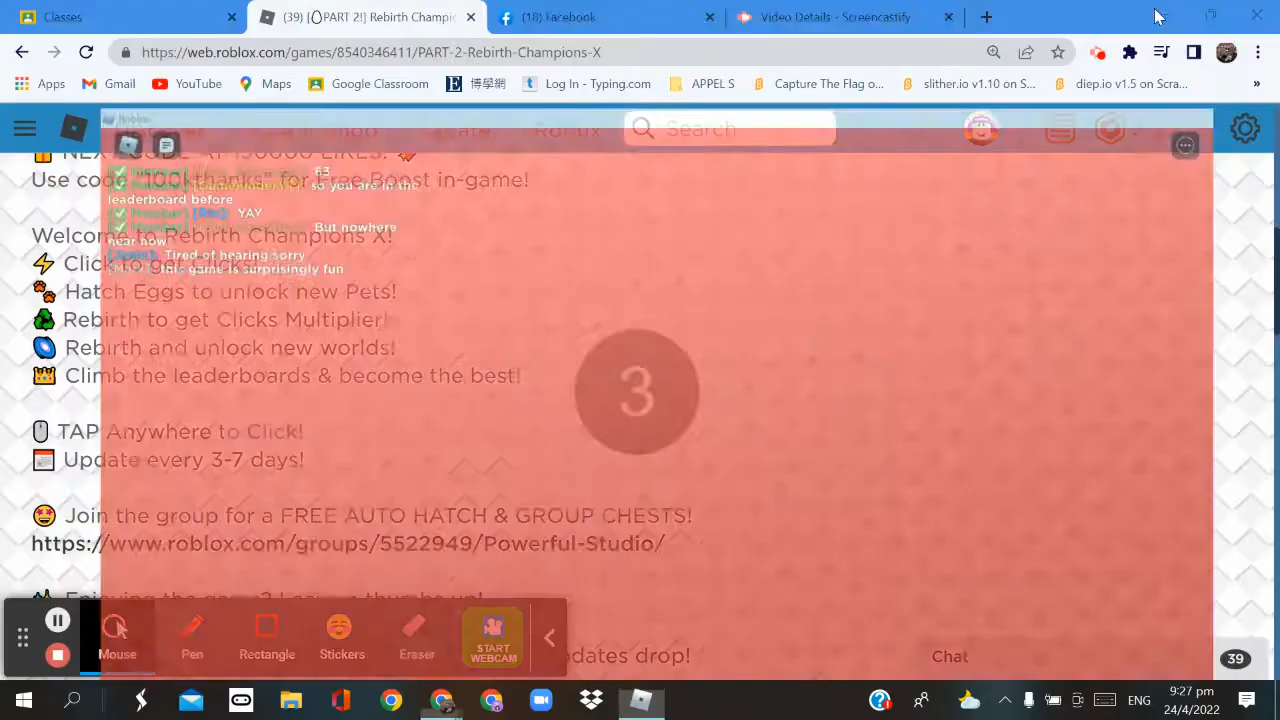 Classes
(39) [PART 2!] Rebirth Champio
(18) Facebook
Video Details - Screencastify
https://web.roblox.com/games/8540346411/PART-2-Rebirth-Champions-X
Apps
Gmail
YouTube
Maps
Google Classroom
博學網
Log In - Typing.com
APPEL S
Capture The Flag o...
slither.io v1.10 on S...
diep.io v1.5 on Scra...
Roblox
Robux
Search
Use code "100kthanks" for Free Boost in-game!
63
so you are in the
leaderboard before
YAY
But nowhere
near now
Tired of hearing sorry
this game is surprisingly fun
Welcome to Rebirth Champions X!
Click to get Clicks!
Hatch Eggs to unlock new Pets!
Rebirth to get Clicks Multiplier!
Rebirth and unlock new worlds!
Climb the leaderboards & become the best!
3
TAP Anywhere to Click!
Update every 3-7 days!
Join the group for a FREE AUTO HATCH & GROUP CHESTS!
https://www.roblox.com/groups/5522949/Powerful-Studio/
Mouse
Pen
Rectangle
Stickers
Eraser
START
WEBCAM
pdates drop!
Chat
39
ENG
9:27 pm
24/4/2022